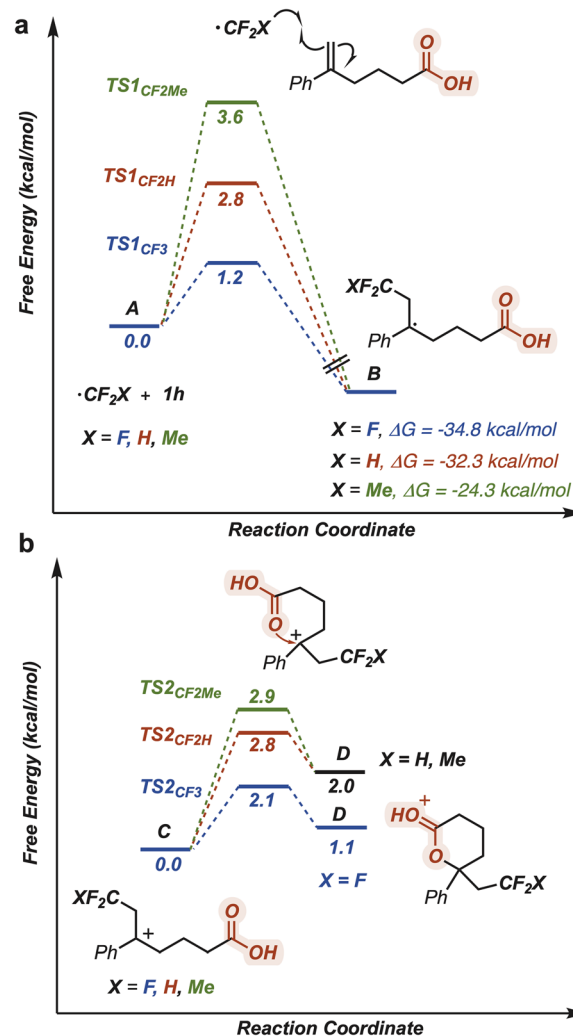 a
Free Energy (kcal/mol)
·CF2X
Ph
O
OH
TS1CF2Me
3.6
TS1CF2H
2.8
TS1CF3
1.2
A
0.0
XF2C
Ph
·
O
OH
B
·CF2X + 1h
X = F, H, Me
X = F, ΔG = -34.8 kcal/mol
X = H, ΔG = -32.3 kcal/mol
X = Me, ΔG = -24.3 kcal/mol
Reaction Coordinate
b
Free Energy (kcal/mol)
HO
O
+
Ph
CF2X
TS2CF2Me
2.9
TS2CF2H
2.8
TS2CF3
2.1
D
2.0
X = H, Me
C
0.0
D
1.1
X = F
+
HO
O
Ph
CF2X
XF2C
Ph
+
O
OH
X = F, H, Me
Reaction Coordinate